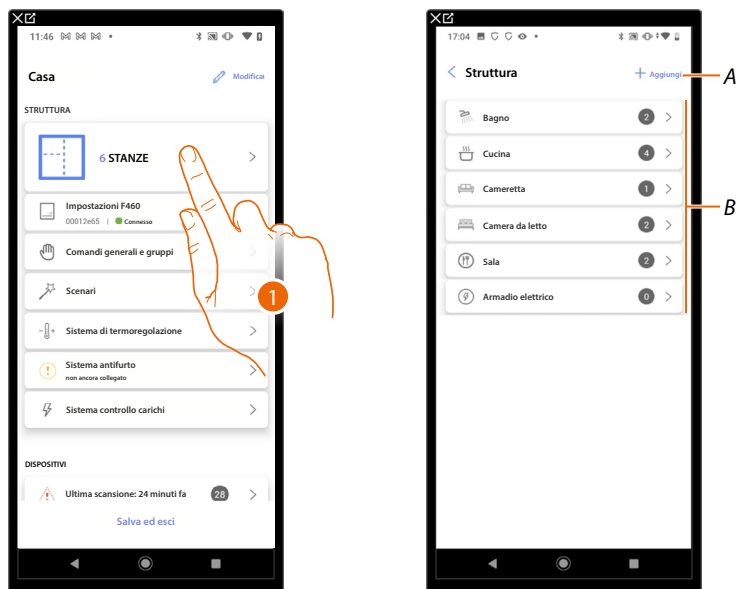 11:46
Casa
Modificar
STRUTTURA
6 STANZE
Impostazioni F460
00012e65 | Connesso
Comandi generali e gruppi
Scenari
1
Sistema di termoregolazione
Sistema antifurto
non ancora collegato
Sistema controllo carichi
DISPOSITIVI
Ultima scansione: 24 minuti fa 28
Salva ed esci
17:04
Struttura
Aggiungi
A
Bagno 2
Cucina 4
Cameretta 1
B
Camera da letto 2
Sala 2
Armadio elettrico 0